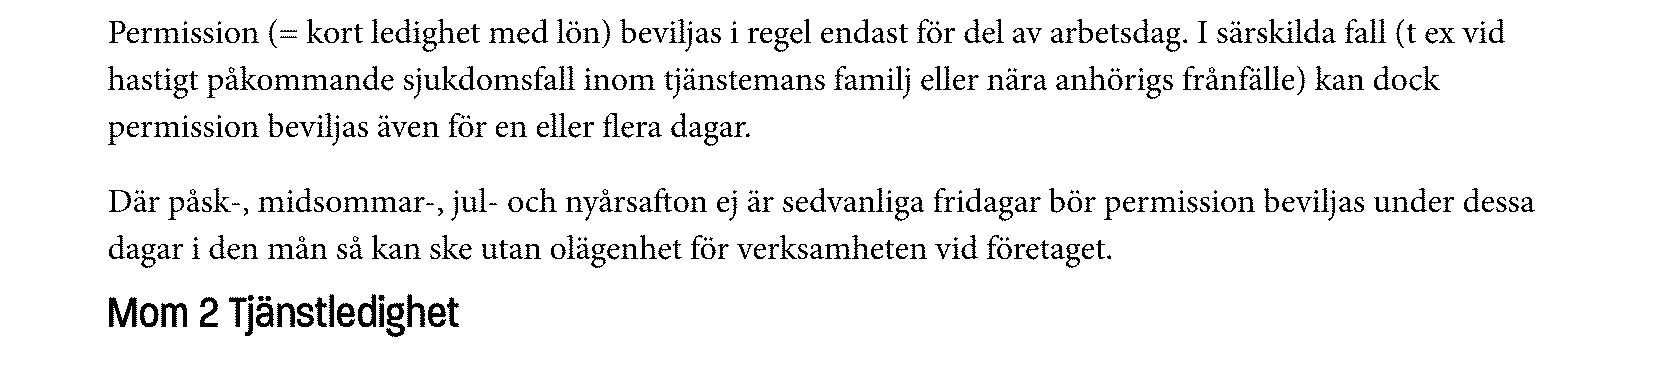 Permission (= kort ledighet med lön) beviljas i regel endast för del av arbetsdag. I särskilda fall (t ex vid
hastigt påkommande sjukdomsfall inom tjänstemans familj eller nära anhörigs frånfälle) kan dock
permission beviljas även för en eller flera dagar.
Där påsk-, midsommar-, jul- och nyårsafton ej är sedvanliga fridagar bör permission beviljas under dessa
dagar i den mån så kan ske utan olägenhet för verksamheten vid företaget.
Mom 2 Tjänstledighet